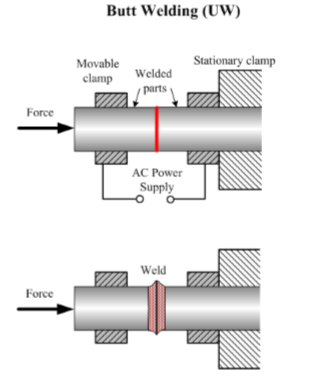 Butt Welding (UW)
Movable
clamp
Welded
parts
Stationary clamp
Force
AC Power
Supply
Weld
Force